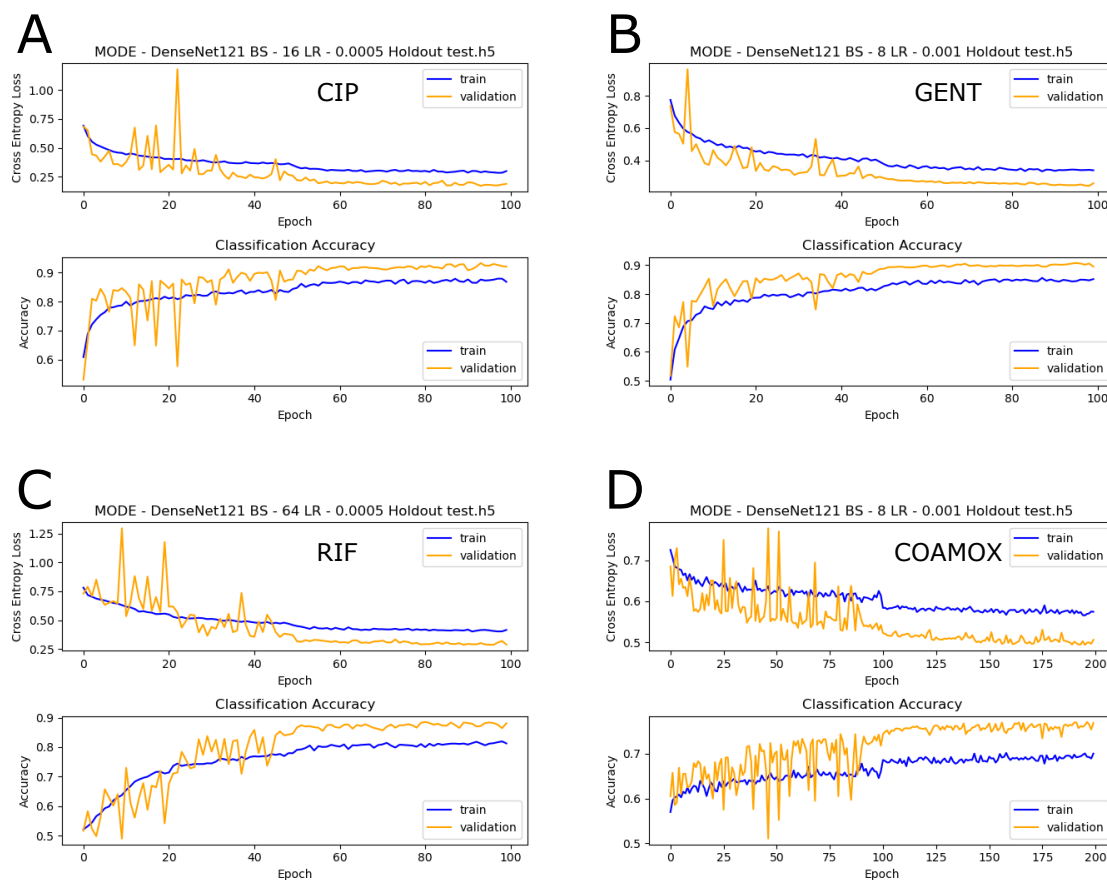 A
MODE - DenseNet121 BS - 16 LR - 0.0005 Holdout test.h5
Cross Entropy Loss
1.00
0.75
0.50
0.25
CIP
train
validation
0 20 40 60 80 100
Epoch
Classification Accuracy
Accuracy
0.9
0.8
0.7
0.6
train
validation
0 20 40 60 80 100
Epoch
B
MODE - DenseNet121 BS - 8 LR - 0.001 Holdout test.h5
Cross Entropy Loss
0.8
0.6
0.4
GENT
train
validation
0 20 40 60 80 100
Epoch
Classification Accuracy
Accuracy
0.9
0.8
0.7
0.6
0.5
train
validation
0 20 40 60 80 100
Epoch
C
MODE - DenseNet121 BS - 64 LR - 0.0005 Holdout test.h5
Cross Entropy Loss
1.25
1.00
0.75
0.50
0.25
RIF
train
validation
0 20 40 60 80 100
Epoch
Classification Accuracy
Accuracy
0.9
0.8
0.7
0.6
0.5
train
validation
0 20 40 60 80 100
Epoch
D
MODE - DenseNet121 BS - 8 LR - 0.001 Holdout test.h5
Cross Entropy Loss
0.7
0.6
0.5
COAMOX
train
validation
0 25 50 75 100 125 150 175 200
Epoch
Classification Accuracy
Accuracy
0.7
0.6
0.5
train
validation
0 25 50 75 100 125 150 175 200
Epoch